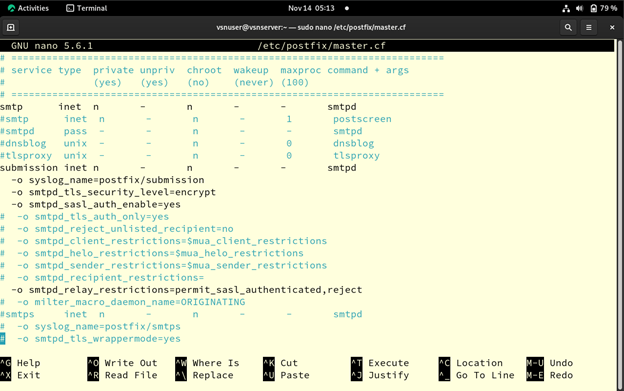 Activities Terminal Nov 14 05:13 79 %
vsnuser@vsnserver:~ — sudo nano /etc/postfix/master.cf
GNU nano 5.6.1 /etc/postfix/master.cf
# ==========================================================================
# service type private unpriv chroot wakeup maxproc command + args
# (yes) (yes) (no) (never) (100)
# ==========================================================================
smtp inet n - n - - smtpd
#smtp inet n - n - 1 postscreen
#smtpd pass - - n - - smtpd
#dnsblog unix - - n - 0 dnsblog
#tlsproxy unix - - n - 0 tlsproxy
submission inet n - n - - smtpd
-o syslog_name=postfix/submission
-o smtpd_tls_security_level=encrypt
-o smtpd_sasl_auth_enable=yes
# -o smtpd_tls_auth_only=yes
# -o smtpd_reject_unlisted_recipient=no
# -o smtpd_client_restrictions=$mua_client_restrictions
# -o smtpd_helo_restrictions=$mua_helo_restrictions
# -o smtpd_sender_restrictions=$mua_sender_restrictions
# -o smtpd_recipient_restrictions=
-o smtpd_relay_restrictions=permit_sasl_authenticated,reject
# -o milter_macro_daemon_name=ORIGINATING
#smtps inet n - n - - smtpd
# -o syslog_name=postfix/smtps
# -o smtpd_tls_wrappermode=yes
^G Help ^O Write Out ^W Where Is ^K Cut ^T Execute ^C Location M-U Undo
^X Exit ^R Read File ^\ Replace ^U Paste ^J Justify ^_ Go To Line M-E Redo